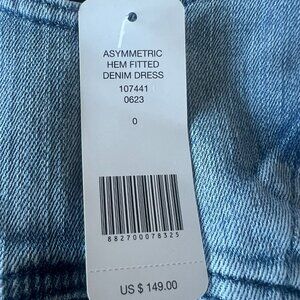 ASYMMETRIC
HEM FITTED
DENIM DRESS
107441
0623
0
882700078325
US $ 149.00